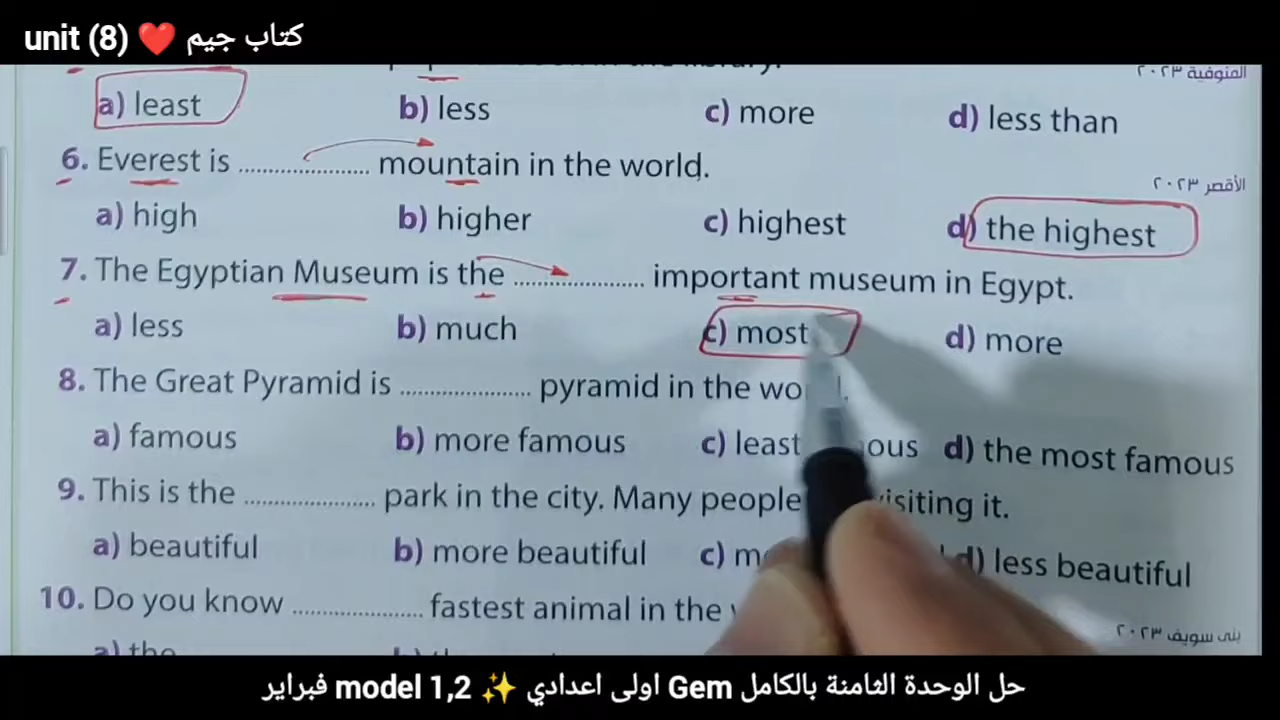 unit (8) ❤️ كتاب جيم
المنوفية ٢٠٢٣
a) least b) less c) more d) less than
6. Everest is ...................... mountain in the world.
الأقصر ٢٠٢٣
a) high b) higher c) highest d) the highest
7. The Egyptian Museum is the ...................... important museum in Egypt.
a) less b) much c) most d) more
8. The Great Pyramid is ...................... pyramid in the
a) famous b) more famous c) least d) the most famous
9. This is the ...................... park in the city. Many people visiting it.
a) beautiful b) more beautiful c) d) less beautiful
10. Do you know ...................... fastest animal in the
بنى سويف ٢٠٢٣
a) the
حل الوحدة الثامنة بالكامل Gem اولى اعدادي ✨ model 1,2 فبراير